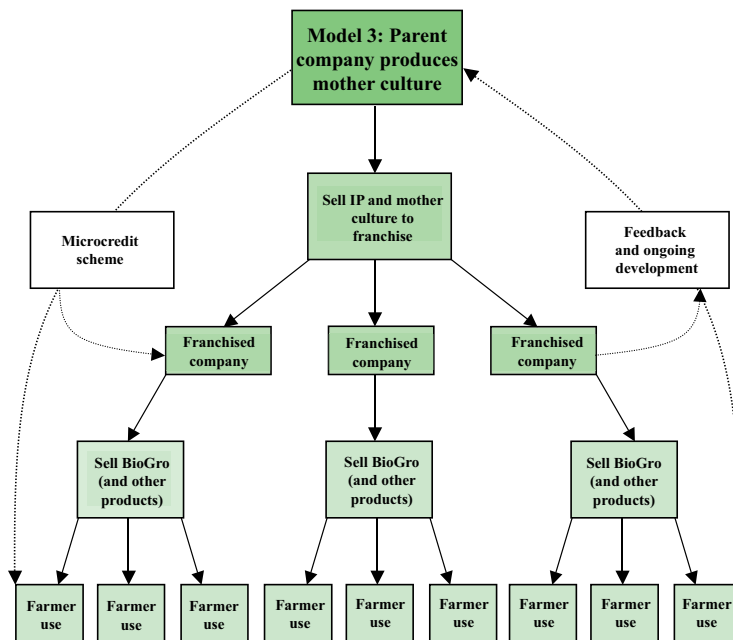 Model 3: Parent
company produces
mother culture
Sell IP and mother
culture to
franchise
Microcredit
scheme
Feedback
and ongoing
development
Franchised
company
Franchised
company
Franchised
company
Sell BioGro
(and other
products)
Sell BioGro
(and other
products)
Sell BioGro
(and other
products)
Farmer
use
Farmer
use
Farmer
use
Farmer
use
Farmer
use
Farmer
use
Farmer
use
Farmer
use
Farmer
use